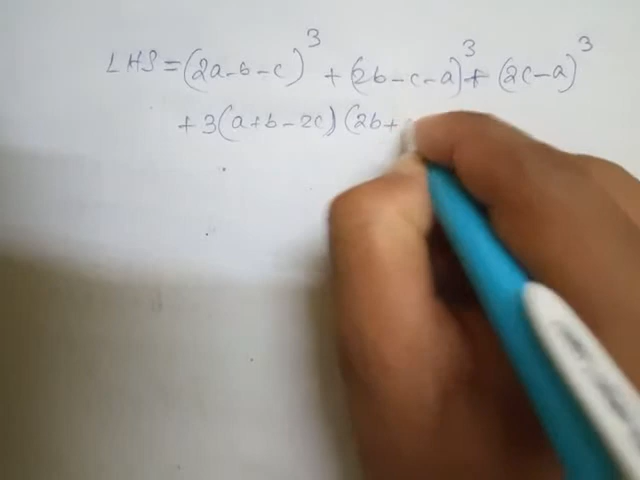 LHS = (2a-b-c)³ + (2b-c-a)³ + (2c-a)³
+ 3(a+b-2c) (2b+